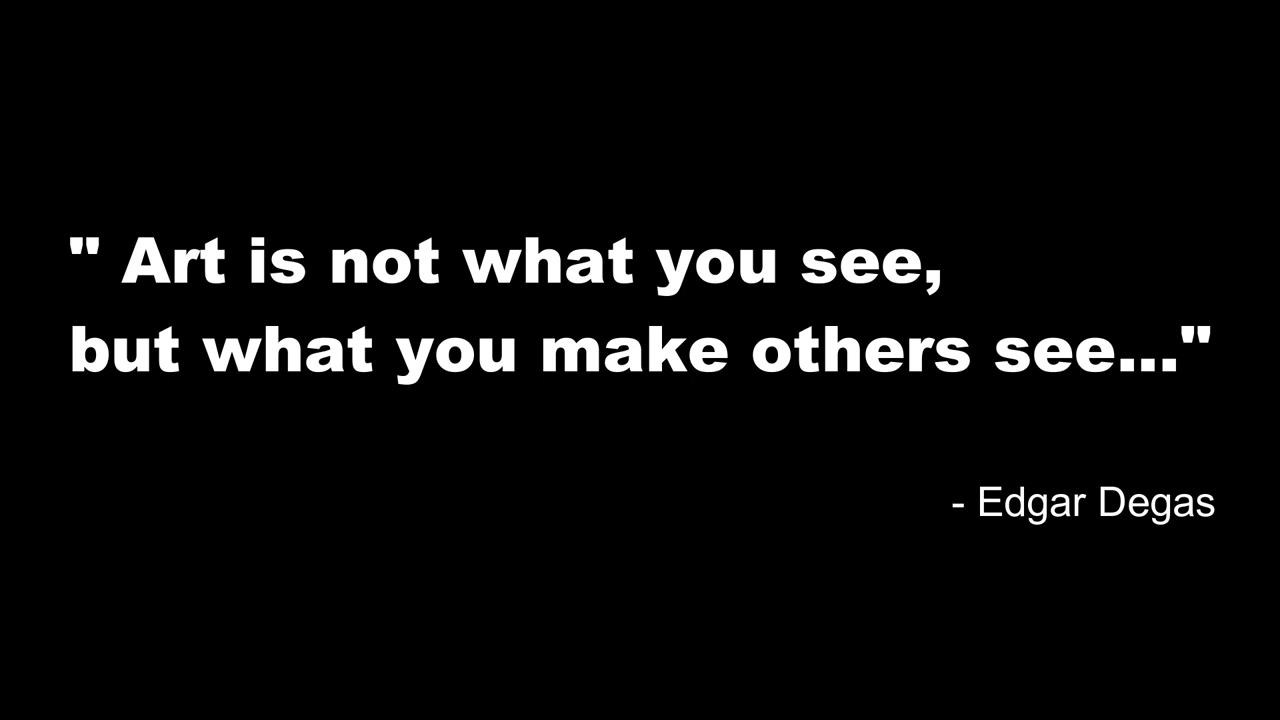 " Art is not what you see,
but what you make others see..."
- Edgar Degas